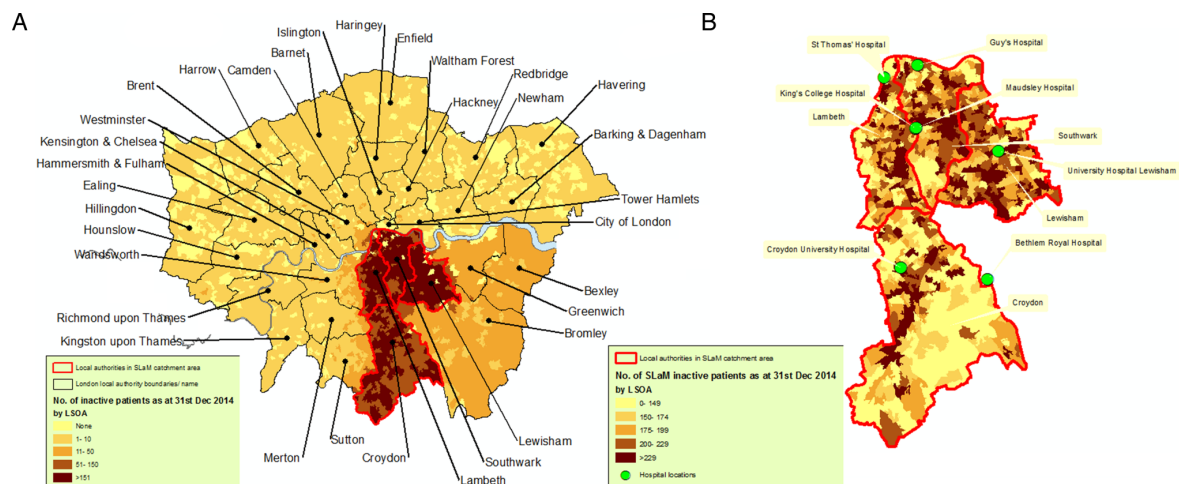 A
Haringey
Islington
Enfield
Barnet
Waltham Forest
Harrow
Camden
Redbridge
Brent
Hackney
Newham
Havering
Westminster
Kensington & Chelsea
Barking & Dagenham
Hammersmith & Fulham
Ealing
Tower Hamlets
Hillingdon
City of London
Hounslow
Wandsworth
Bexley
Greenwich
Richmond upon Thames
Bromley
Kingston upon Thames
Sutton
Lewisham
Merton
Croydon
Southwark
Lambeth
Local authorities in SLaM catchment area
London local authority boundaries/ name
No. of inactive patients as at 31st Dec 2014
by LSOA
None
1- 10
11- 50
51- 150
>151
B
St Thomas' Hospital
Guy's Hospital
King's College Hospital
Maudsley Hospital
Lambeth
Southwark
University Hospital Lewisham
Lewisham
Croydon University Hospital
Bethlem Royal Hospital
Croydon
Local authorities in SLaM catchment area
No. of SLaM inactive patients as at 31st Dec 2014
by LSOA
0- 149
150- 174
175- 199
200- 229
>229
Hospital locations